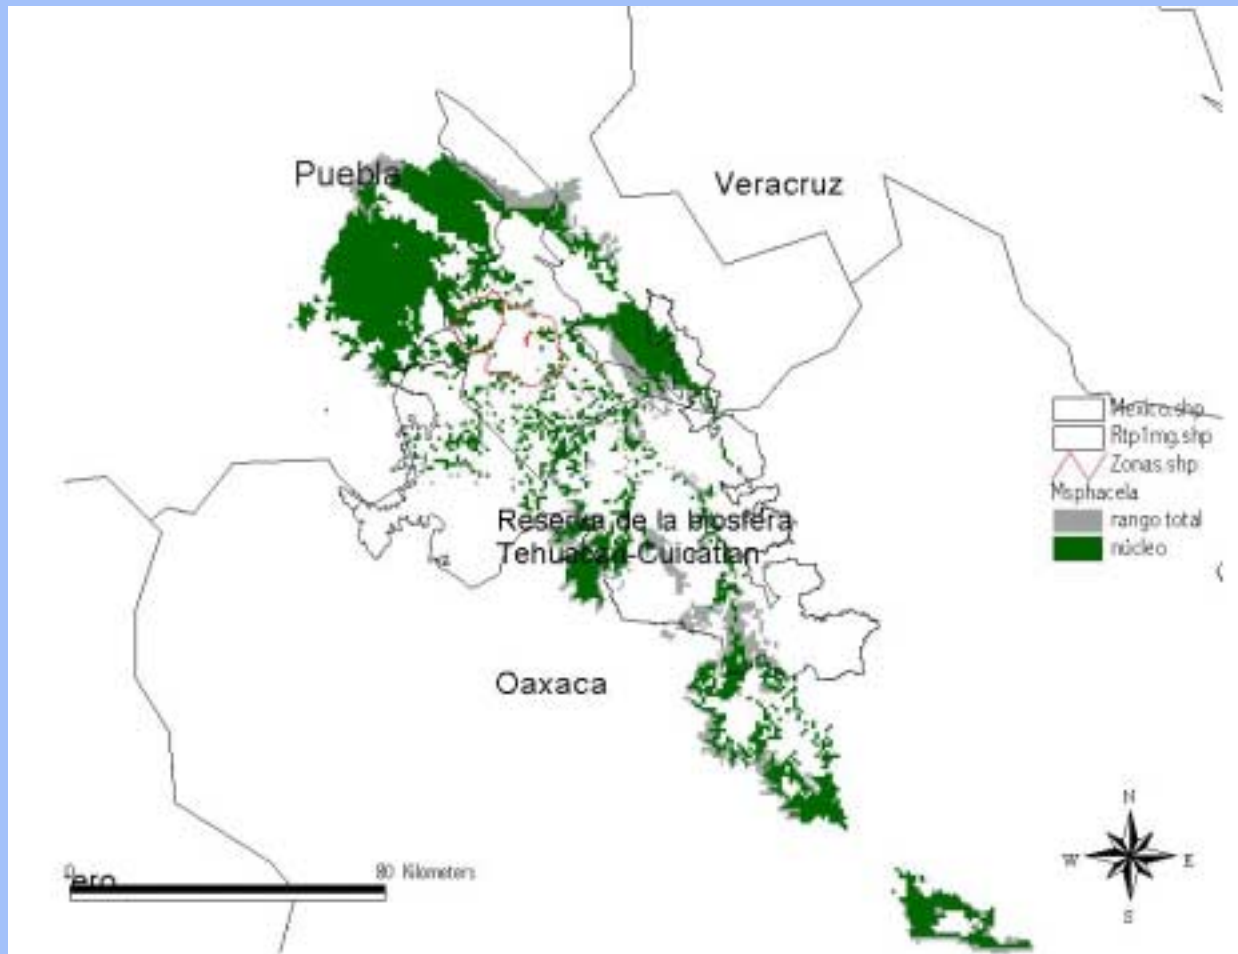 Puebla
Veracruz
Mexico.shp
Rtp1mg.shp
Zonas.shp
Msphacela
rango total
núcleo
Reserva de la biosfera
Tehuacan-Cuicatlan
Oaxaca
N
W E
S
0 80 Kilometers
ero